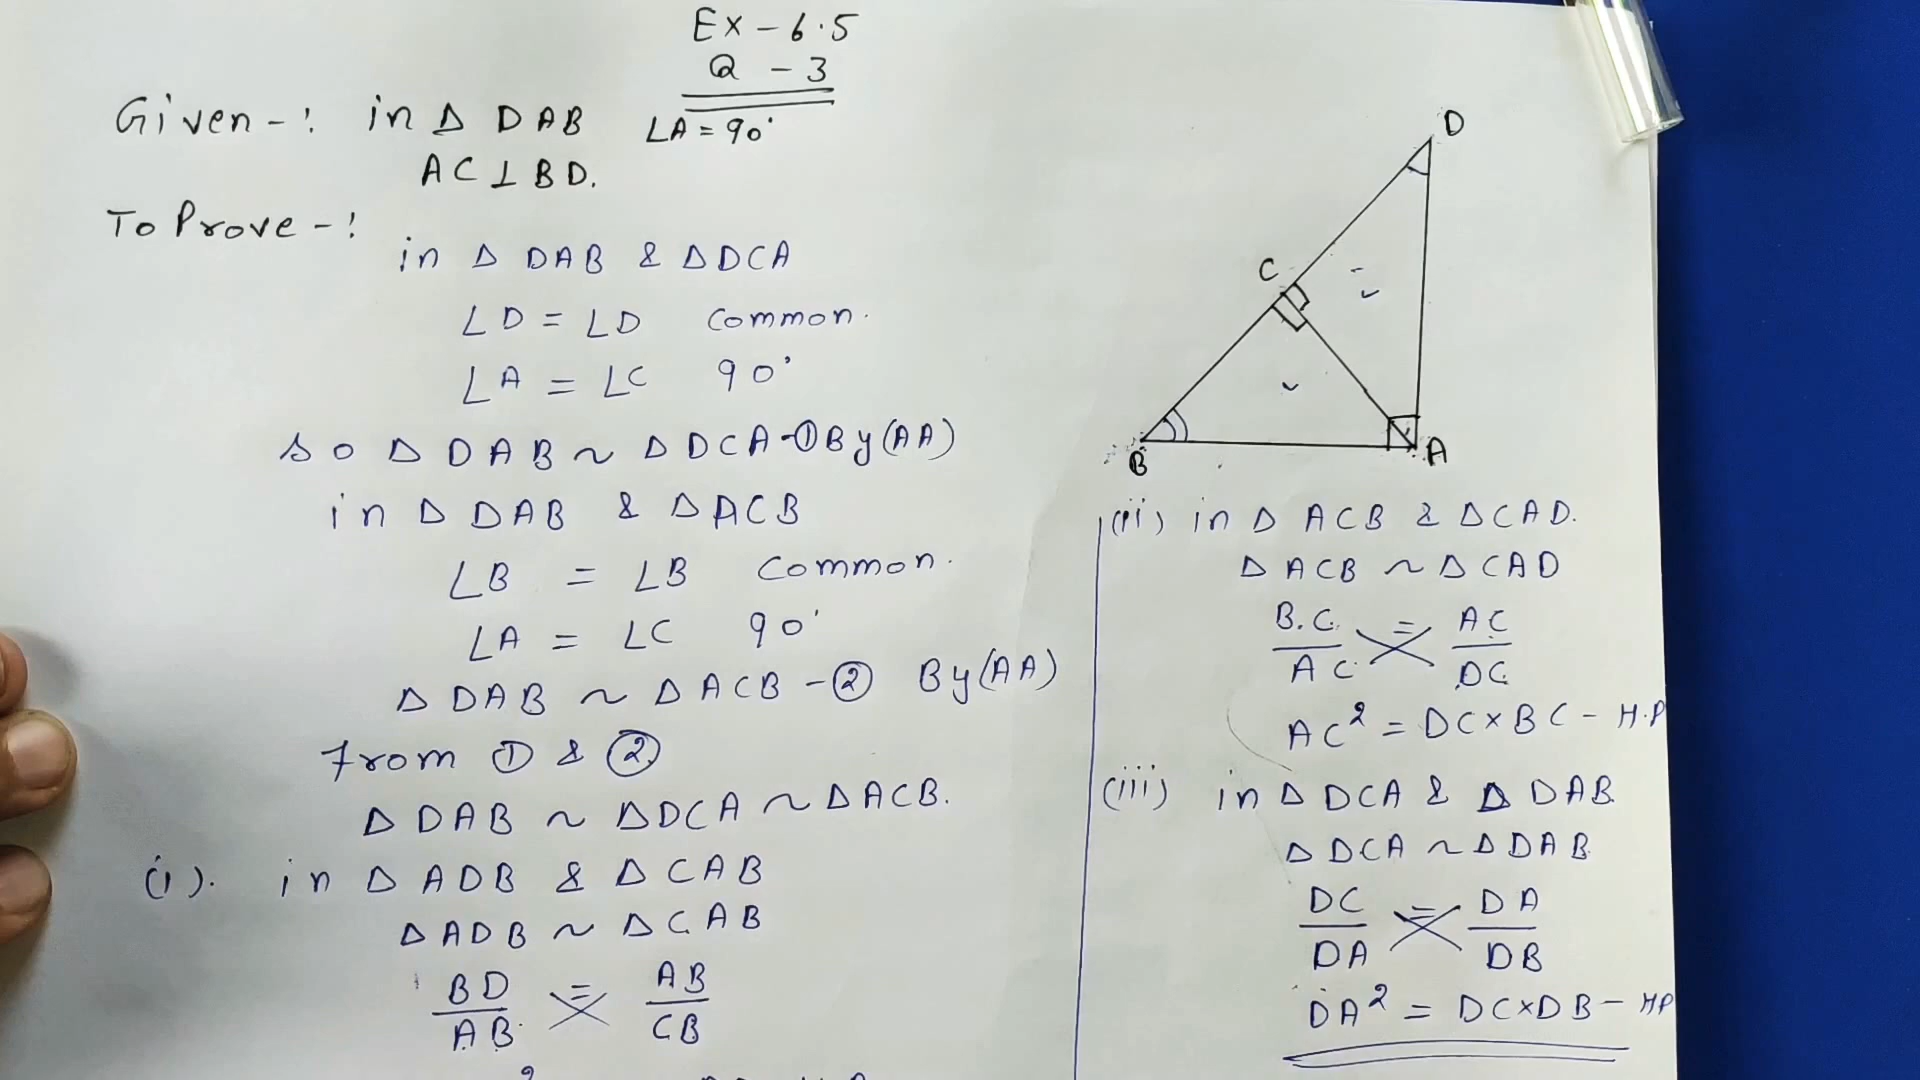 Ex - 6.5
Q - 3
Given -: in Δ DAB ∠A = 90°
AC ⊥ BD.
To Prove -:
in Δ DAB & Δ DCA
∠D = ∠D Common.
∠A = ∠C 90°
so Δ DAB ~ Δ DCA -① By (AA)
in Δ DAB & Δ ACB
∠B = ∠B Common.
∠A = ∠C 90°
Δ DAB ~ Δ ACB - ② By (AA)
From ① & ②
Δ DAB ~ Δ DCA ~ Δ ACB.
(i). in Δ ADB & Δ CAB
Δ ADB ~ Δ CAB
BD/AB = AB/CB
D
C
B
A
(ii) in Δ ACB & Δ CAD.
Δ ACB ~ Δ CAD
B.C./AC = AC/DC
AC² = DC × BC - H.P
(iii) in Δ DCA & Δ DAB
Δ DCA ~ Δ DAB
DC/DA = DA/DB
DA² = DC × DB - HP